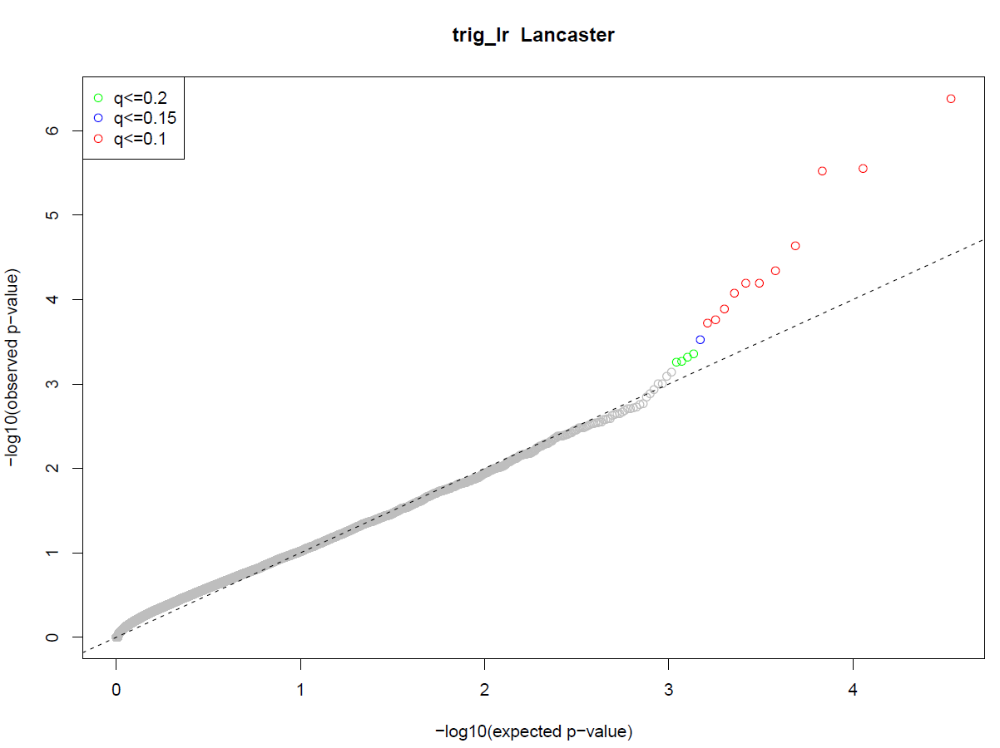 trig_lr  Lancaster
q<=0.2
q<=0.15
q<=0.1
−log10(observed p−value)
6
5
4
3
2
1
0
0 1 2 3 4
−log10(expected p−value)